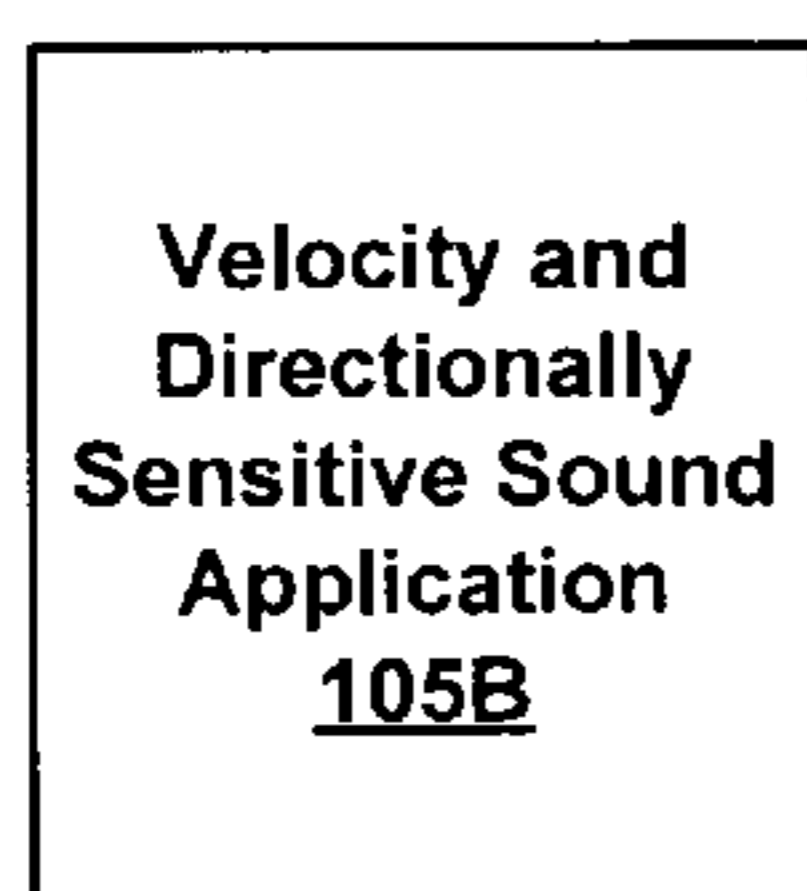 Velocity and
Directionally
Sensitive Sound
Application
105B